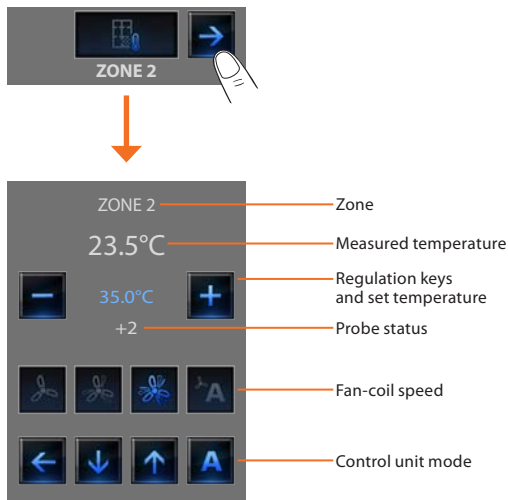 ZONE 2
ZONE 2
Zone
23.5°C
Measured temperature
35.0°C
Regulation keys
and set temperature
+2
Probe status
A
Fan-coil speed
A
Control unit mode